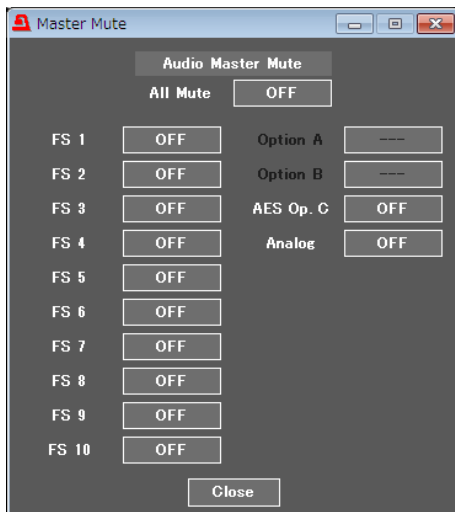 Master Mute
Audio Master Mute
All Mute OFF
FS 1 OFF Option A ---
FS 2 OFF Option B ---
FS 3 OFF AES Op. C OFF
FS 4 OFF Analog OFF
FS 5 OFF
FS 6 OFF
FS 7 OFF
FS 8 OFF
FS 9 OFF
FS 10 OFF
Close